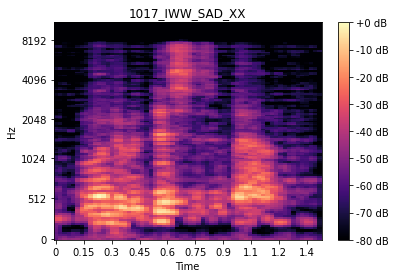 1017_IWW_SAD_XX
+0 dB
8192
-10 dB
4096
-20 dB
-30 dB
2048
Hz
-40 dB
1024
-50 dB
512
-60 dB
-70 dB
0
-80 dB
0 0.15 0.3 0.45 0.6 0.75 0.9 1.1 1.2 1.4
Time